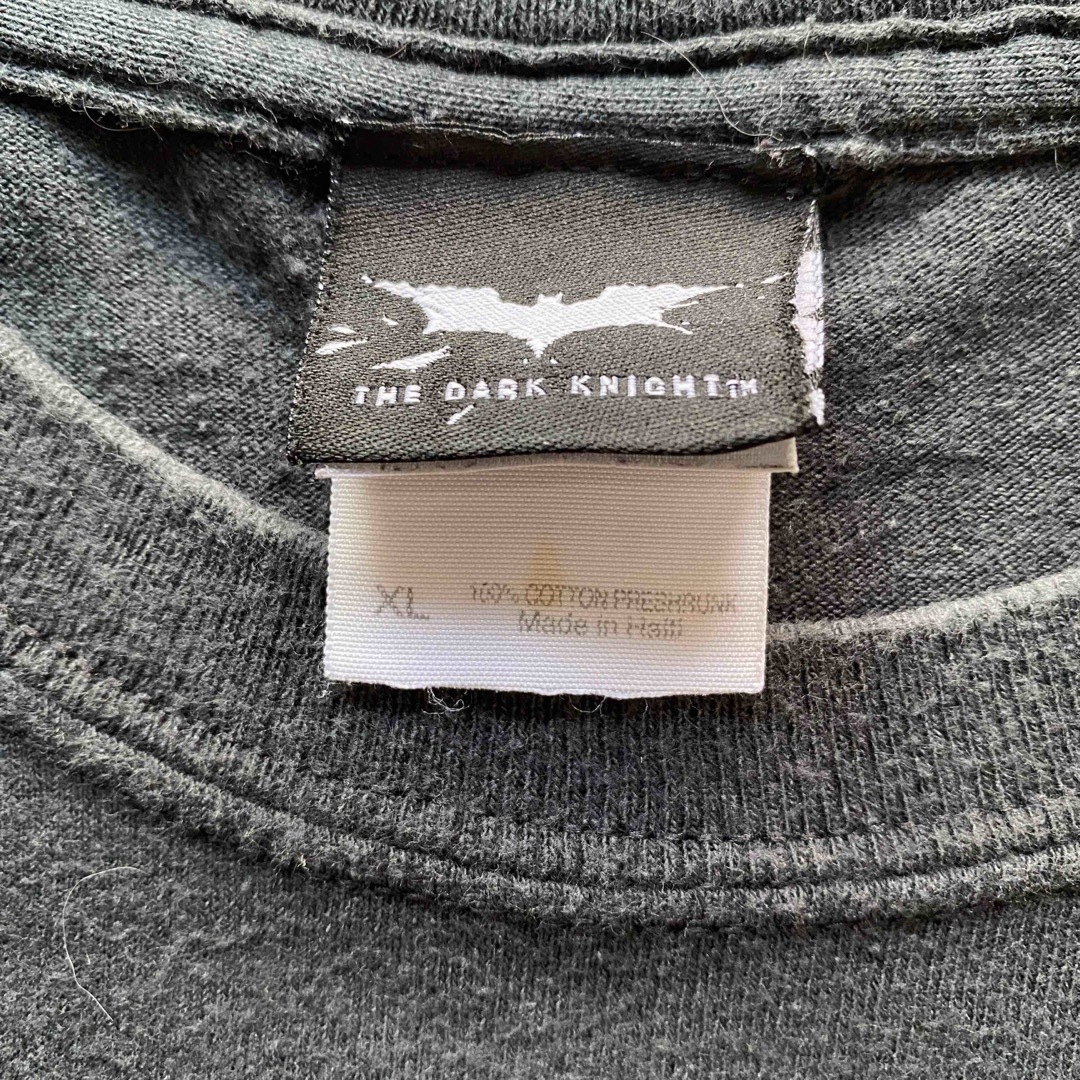 THE DARK KNIGHT™
XL
100% COTTON PRESHRUNK
Made in Haiti